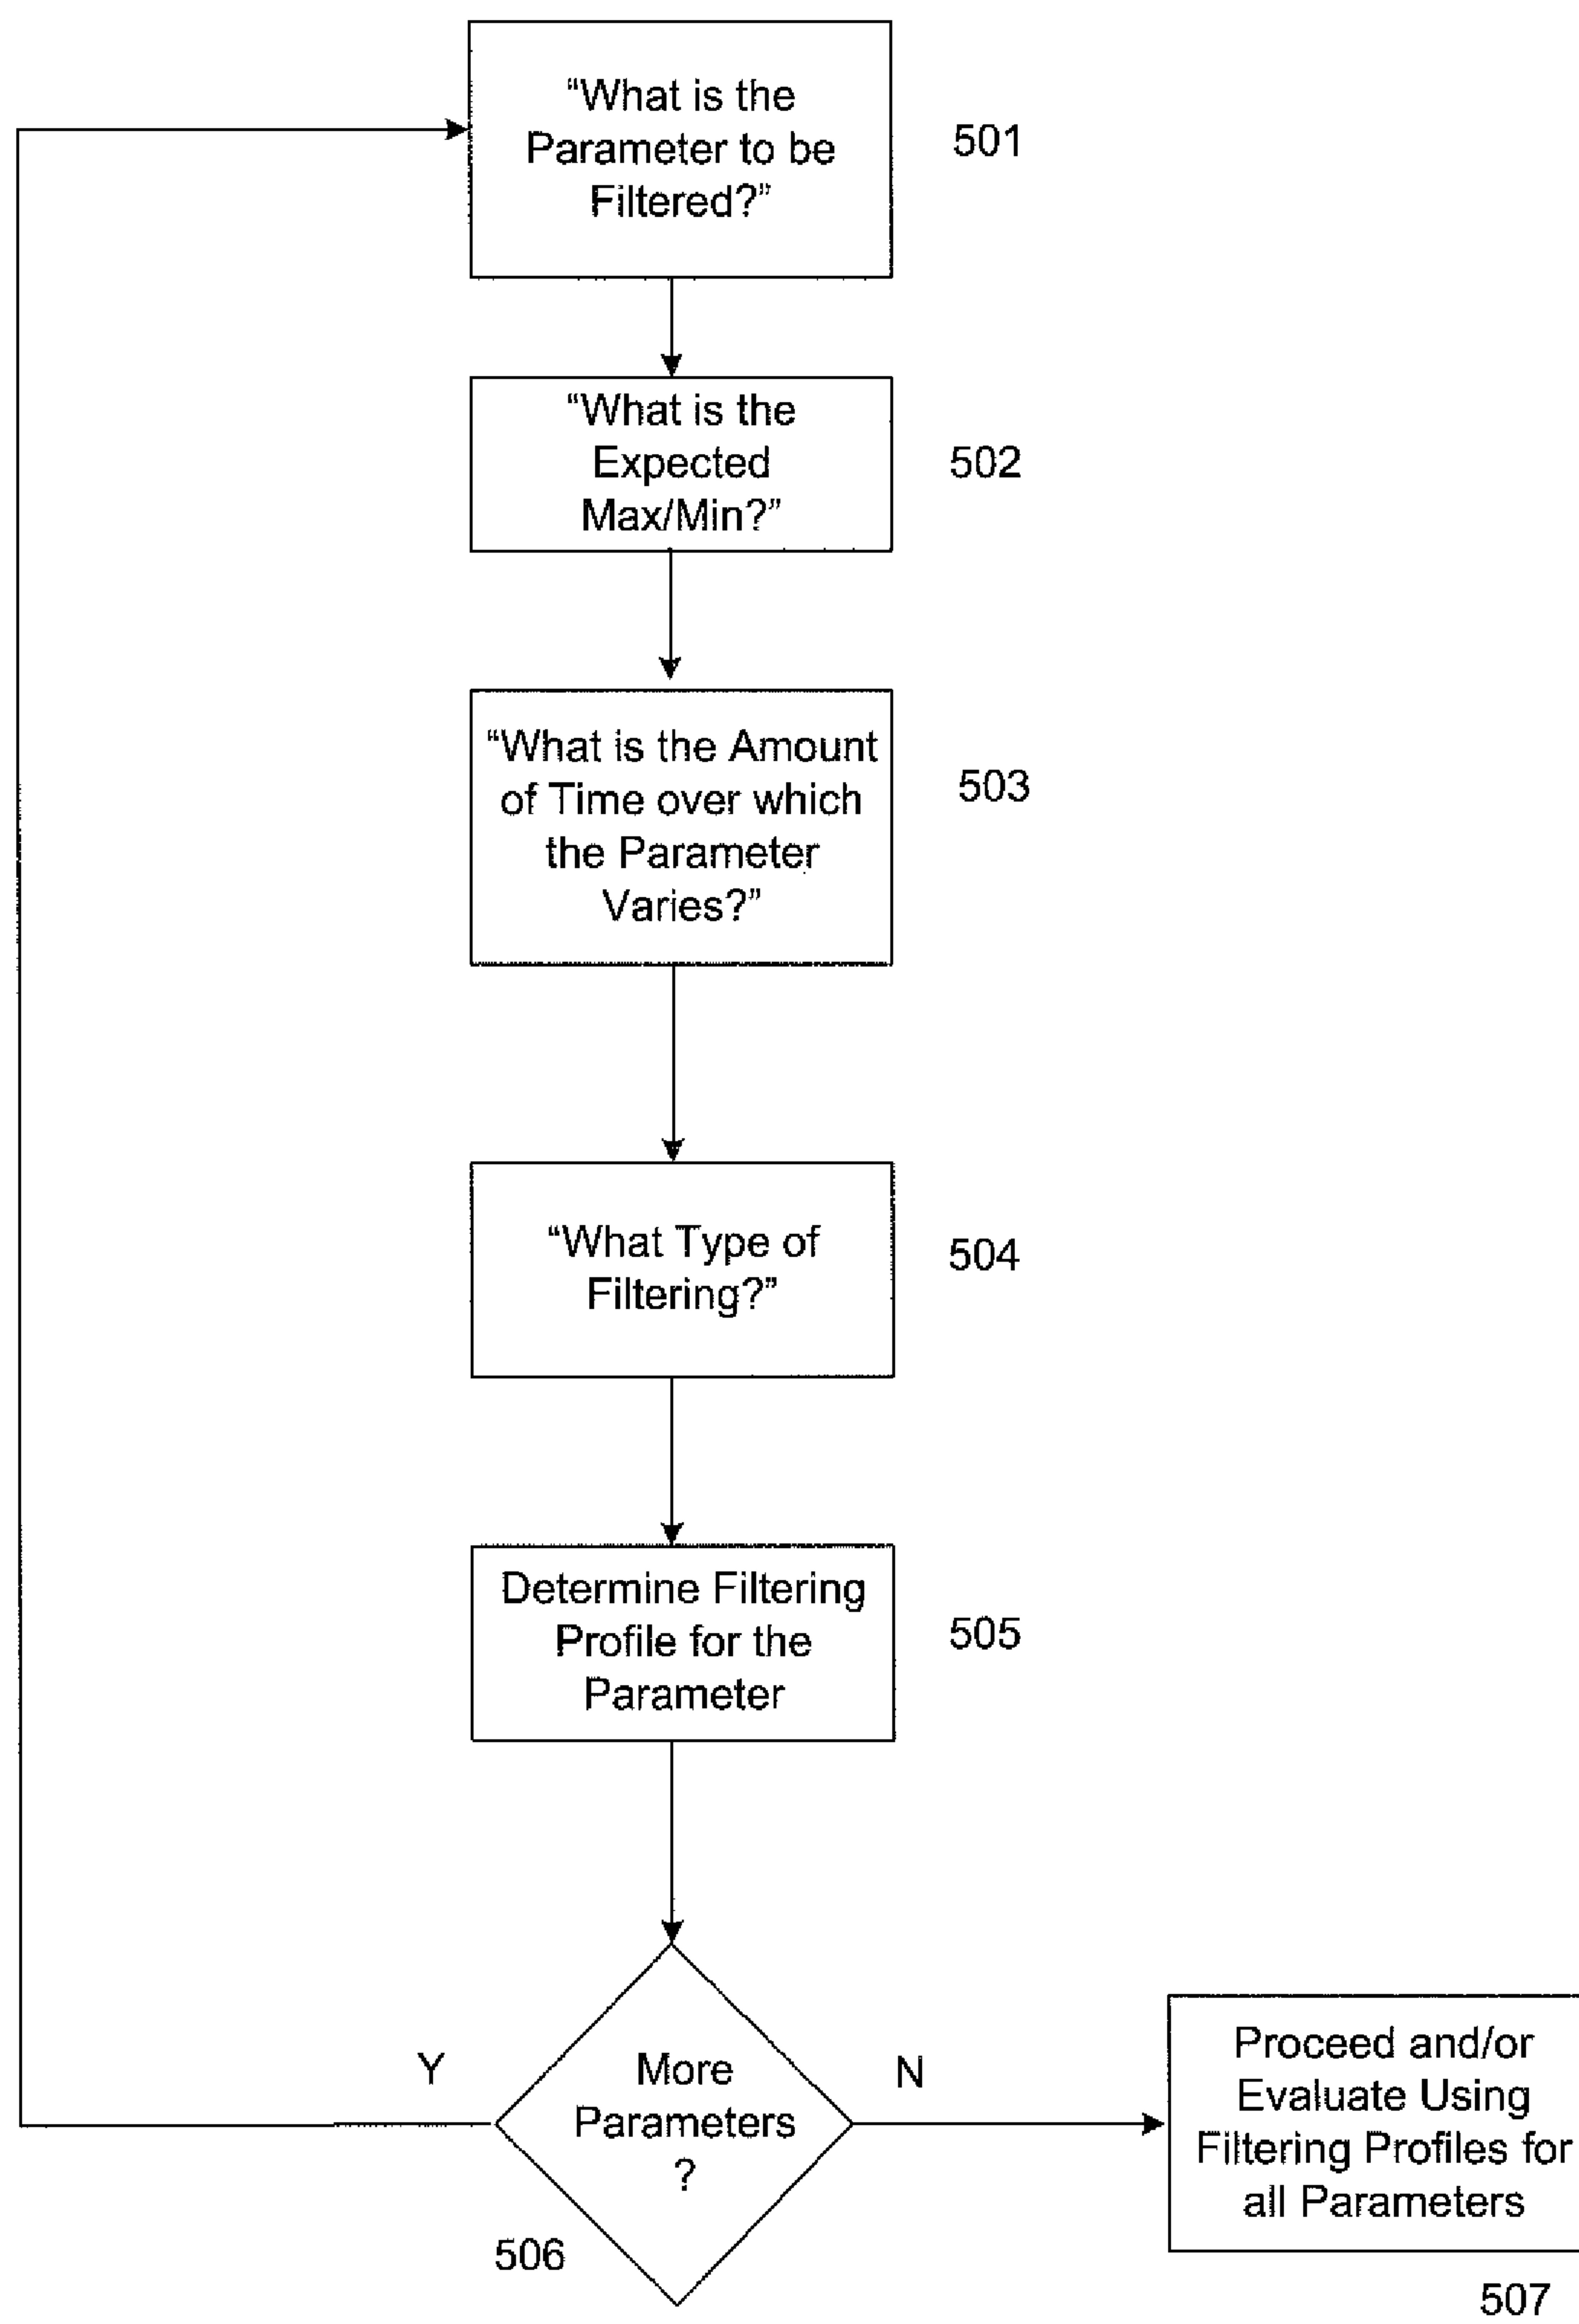 “What is the
Parameter to be
Filtered?”
501
“What is the
Expected
Max/Min?”
502
“What is the Amount
of Time over which
the Parameter
Varies?”
503
“What Type of
Filtering?”
504
Determine Filtering
Profile for the
Parameter
505
Y
More
Parameters
?
N
506
Proceed and/or
Evaluate Using
Filtering Profiles for
all Parameters
507